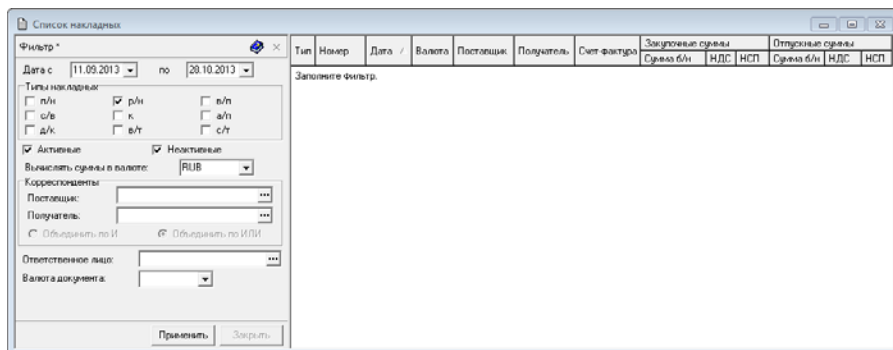 Список накладных
Фильтр *
Дата с 11.09.2013 по 28.10.2013
Типы накладных
п/н р/н в/п
с/в к а/п
д/к в/т с/т
Активные Неактивные
Вычислять суммы в валюте: RUB
Корреспонденты
Поставщик:
Получатель:
Объединить по И Объединить по ИЛИ
Ответственное лицо:
Валюта документа:
Применить Закрыть
Тип Номер Дата Валюта Поставщик Получатель Счет-фактура Закупочные суммы Отпускные суммы
Сумма б/н НДС НСП Сумма б/н НДС НСП
Заполните фильтр.